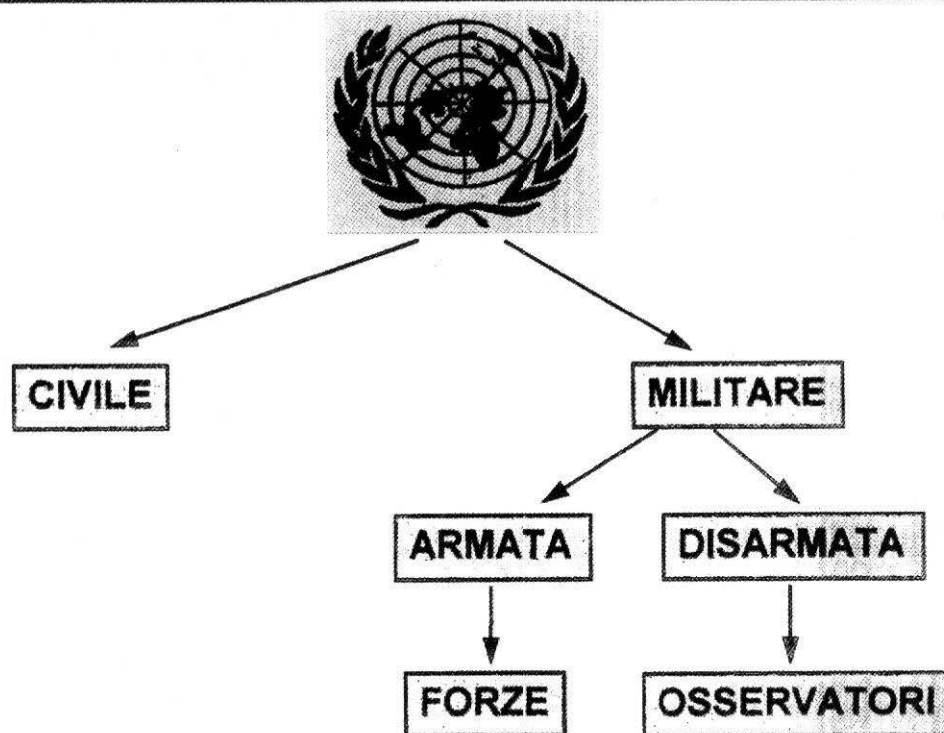 CIVILE
MILITARE
ARMATA
DISARMATA
FORZE
OSSERVATORI